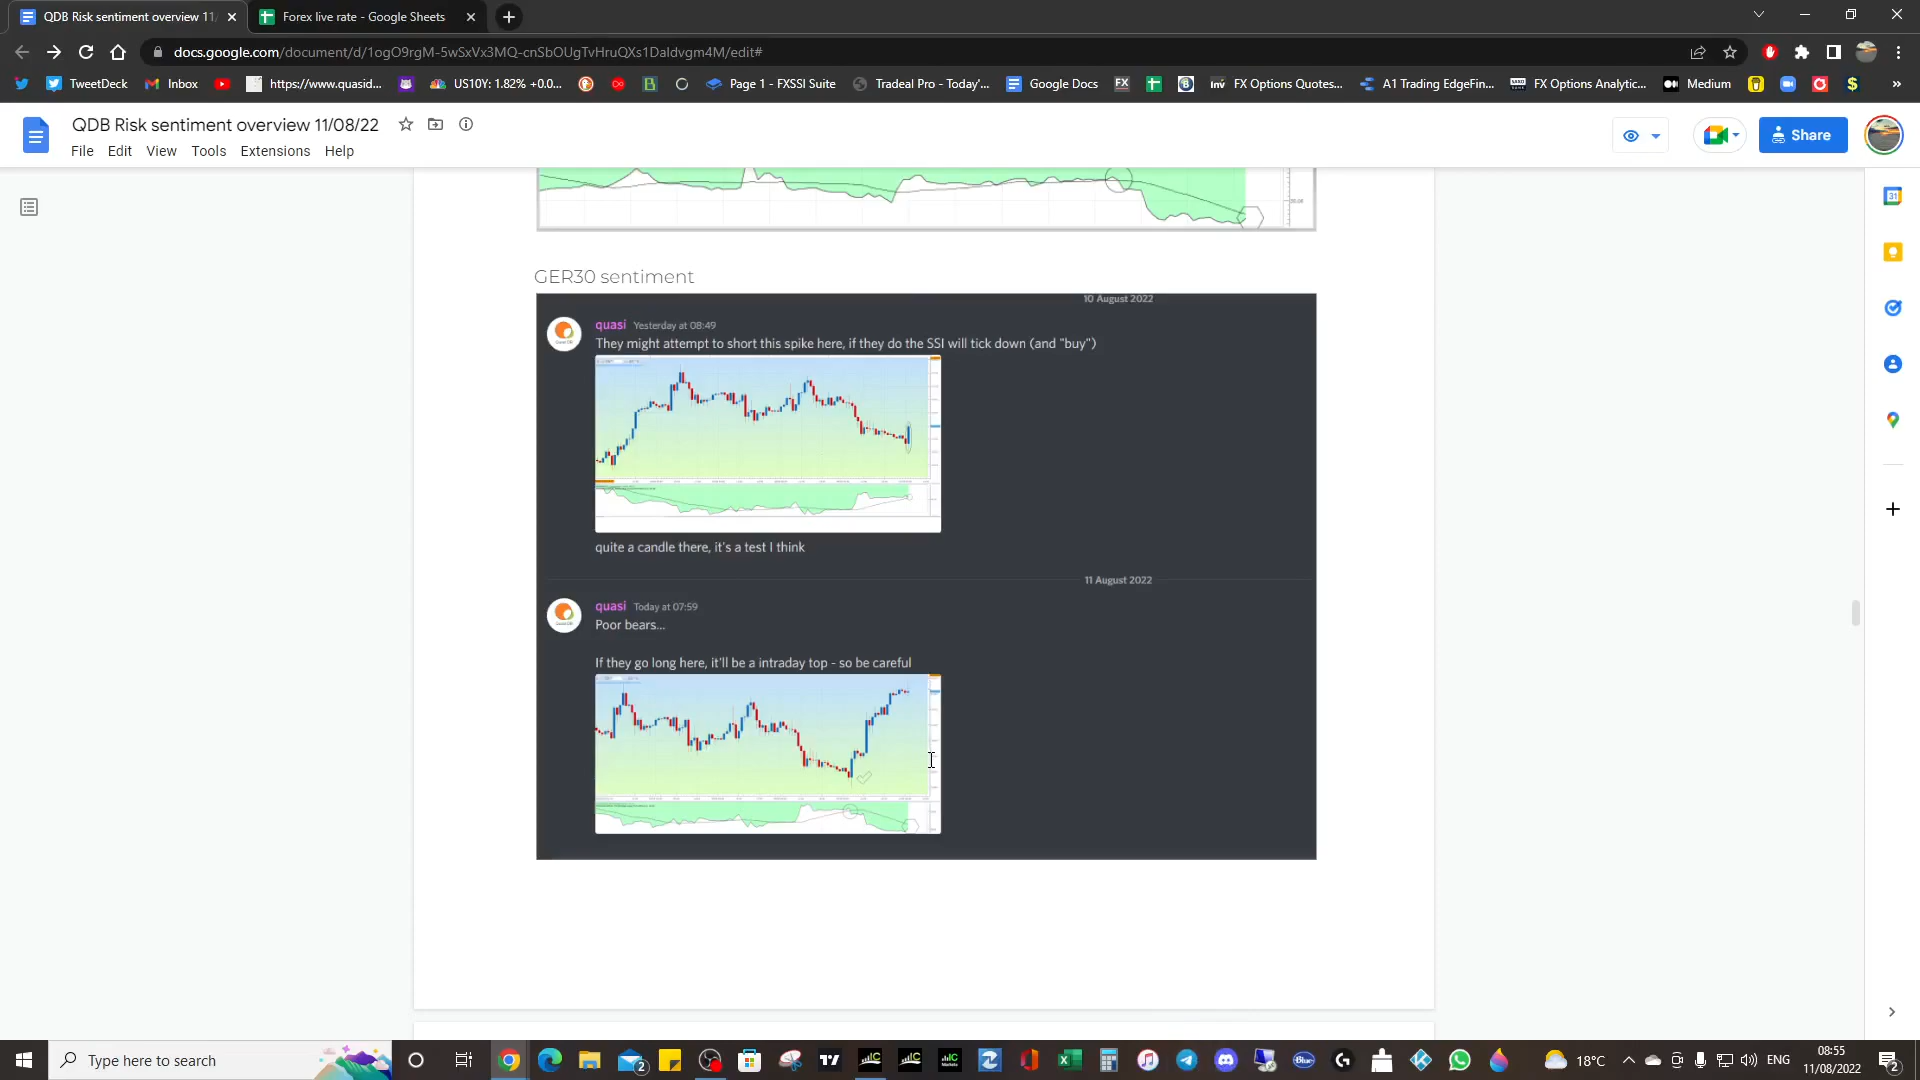 QDB Risk sentiment overview 11/
Forex live rate - Google Sheets
docs.google.com/document/d/1ogO9rgM-5wSxVx3MQ-cnSbOUgTvHruQXs1Daldvgm4M/edit#
TweetDeck
Inbox
https://www.quasid...
US10Y: 1.82% +0.0...
Page 1 - FXSSI Suite
Tradeal Pro - Today'...
Google Docs
FX
inv
FX Options Quotes...
A1 Trading EdgeFin...
FX Options Analytic...
Medium
»
QDB Risk sentiment overview 11/08/22
File Edit View Tools Extensions Help
Share
GER30 sentiment
10 August 2022
quasi Yesterday at 08:49
They might attempt to short this spike here, if they do the SSI will tick down (and "buy")
quite a candle there, it's a test I think
11 August 2022
quasi Today at 07:59
Poor bears...
If they go long here, it'll be a intraday top - so be careful
31
Type here to search
2
18°C
ENG
08:55
11/08/2022
2